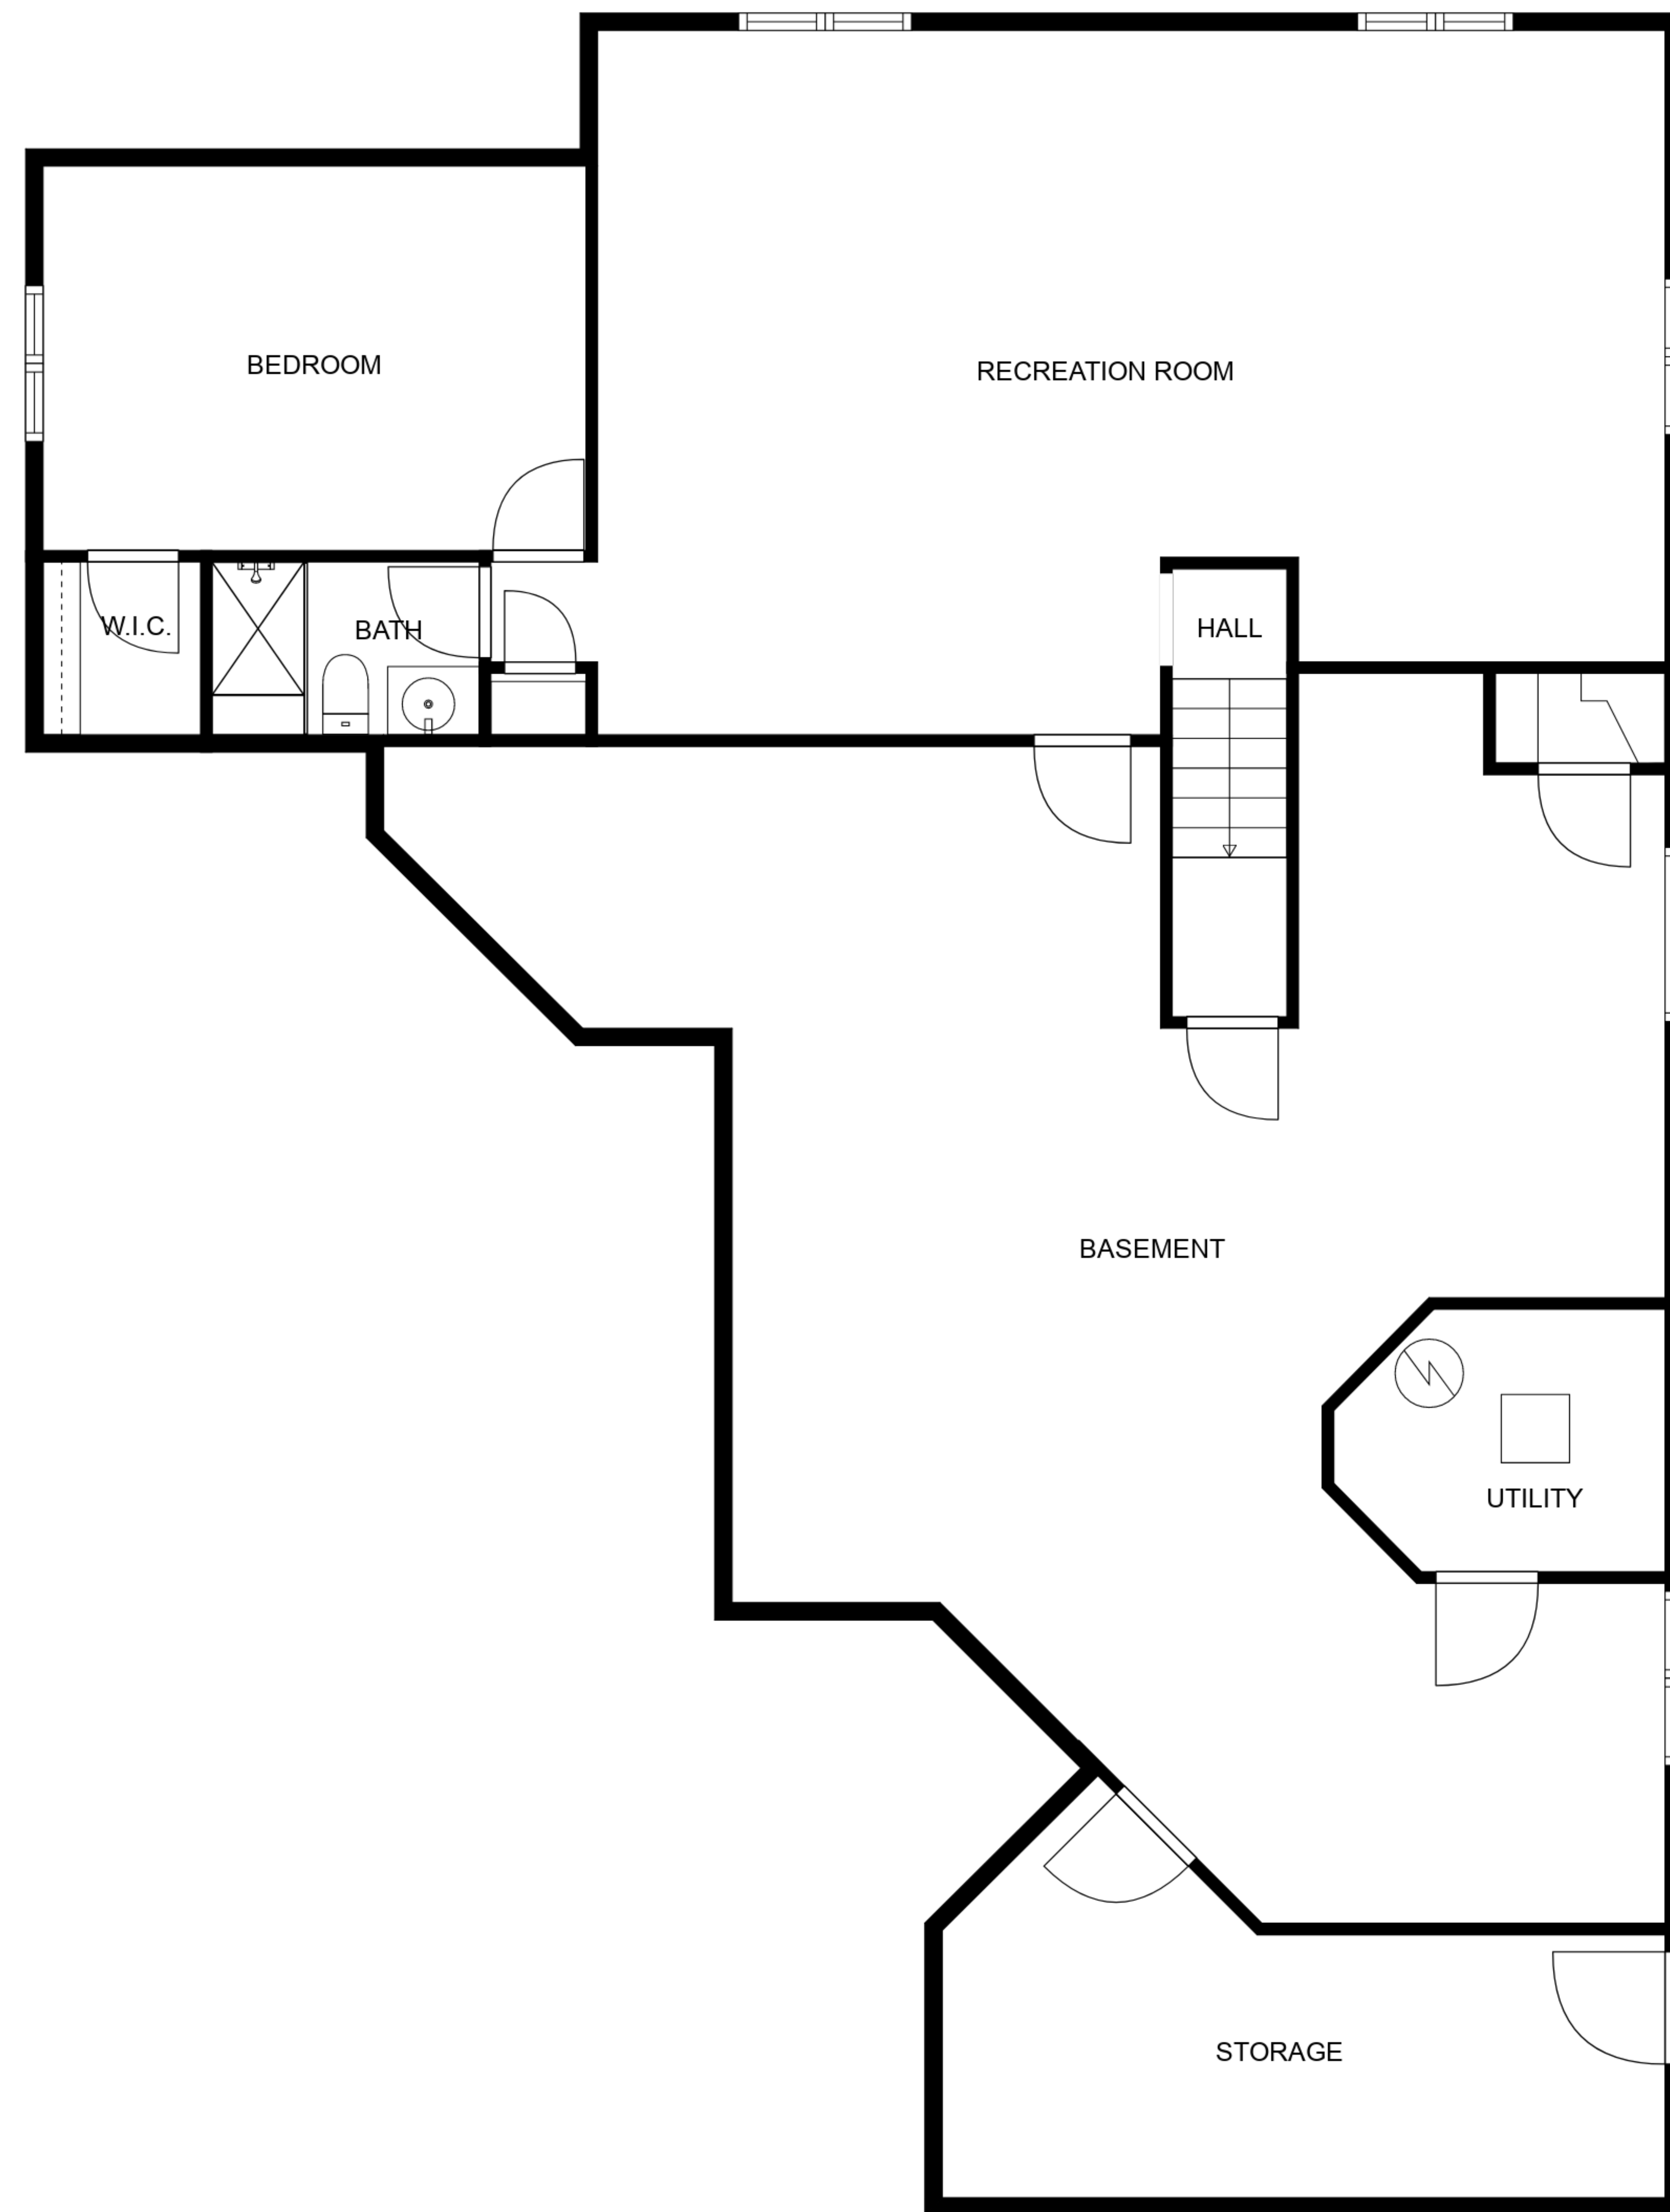 BEDROOM
RECREATION ROOM
W.I.C.
BATH
HALL
BASEMENT
UTILITY
STORAGE